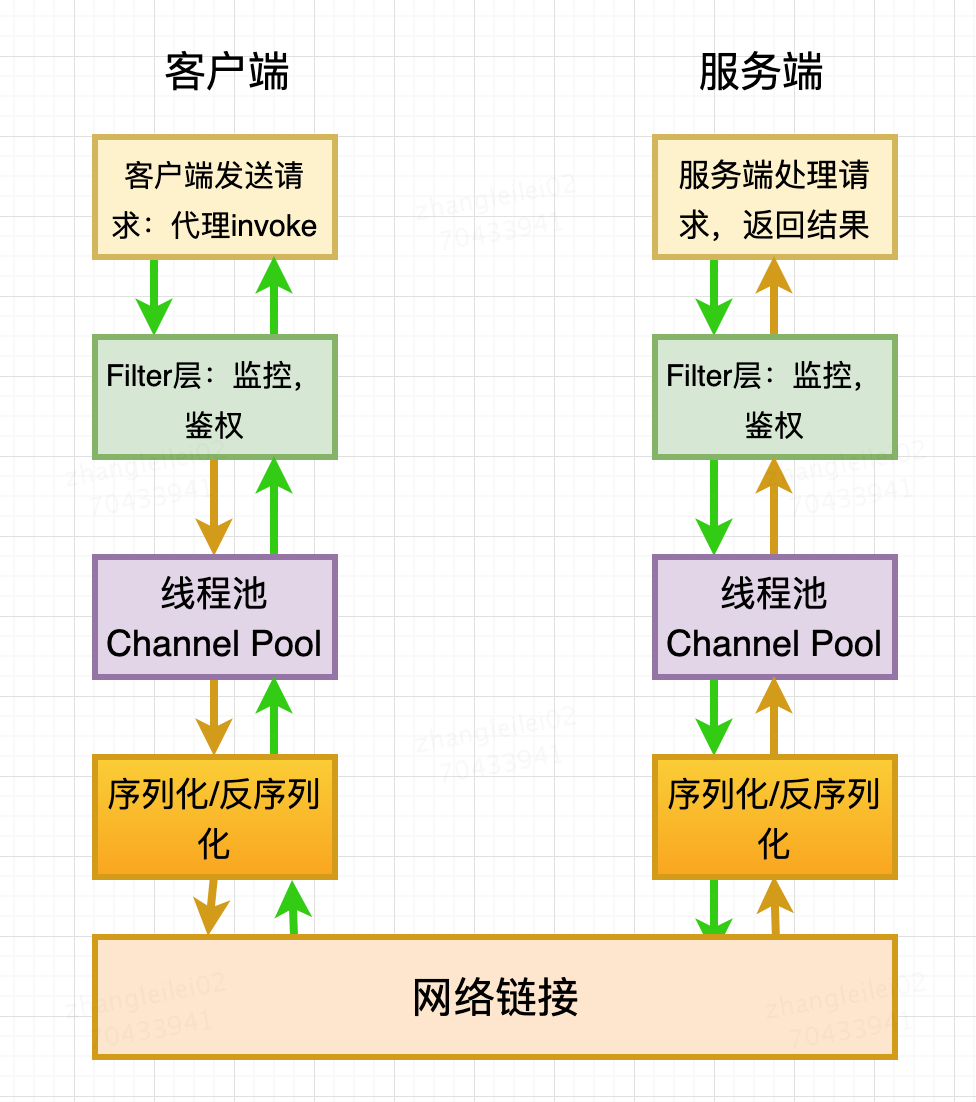 客户端
服务端
客户端发送请
求：代理invoke
服务端处理请
求，返回结果
Filter层：监控，
鉴权
Filter层：监控，
鉴权
线程池
Channel Pool
线程池
Channel Pool
序列化/反序列
化
序列化/反序列
化
网络链接
zhangleilei02
70433941
zhangleilei02
70433941
zhangleilei02
70433941
zhangleilei02
70433941
zhangleilei02
70433941
zhangleilei02
70433941